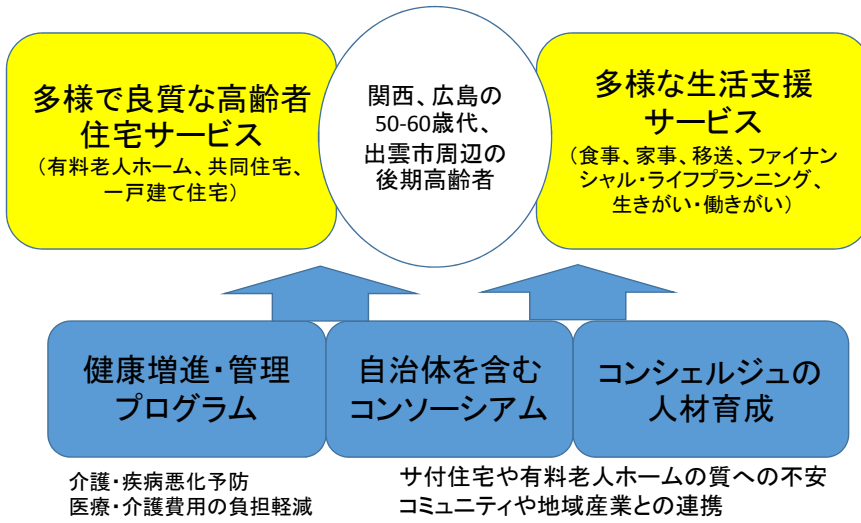 多様で良質な高齢者
住宅サービス
（有料老人ホーム、共同住宅、
一戸建て住宅）
関西、広島の
50-60歳代、
出雲市周辺の
後期高齢者
多様な生活支援
サービス
（食事、家事、移送、ファイナン
シャル・ライフプランニング、
生きがい・働きがい）
健康増進・管理
プログラム
自治体を含む
コンソーシアム
コンシェルジュの
人材育成
介護・疾病悪化予防
医療・介護費用の負担軽減
サ付住宅や有料老人ホームの質への不安
コミュニティや地域産業との連携